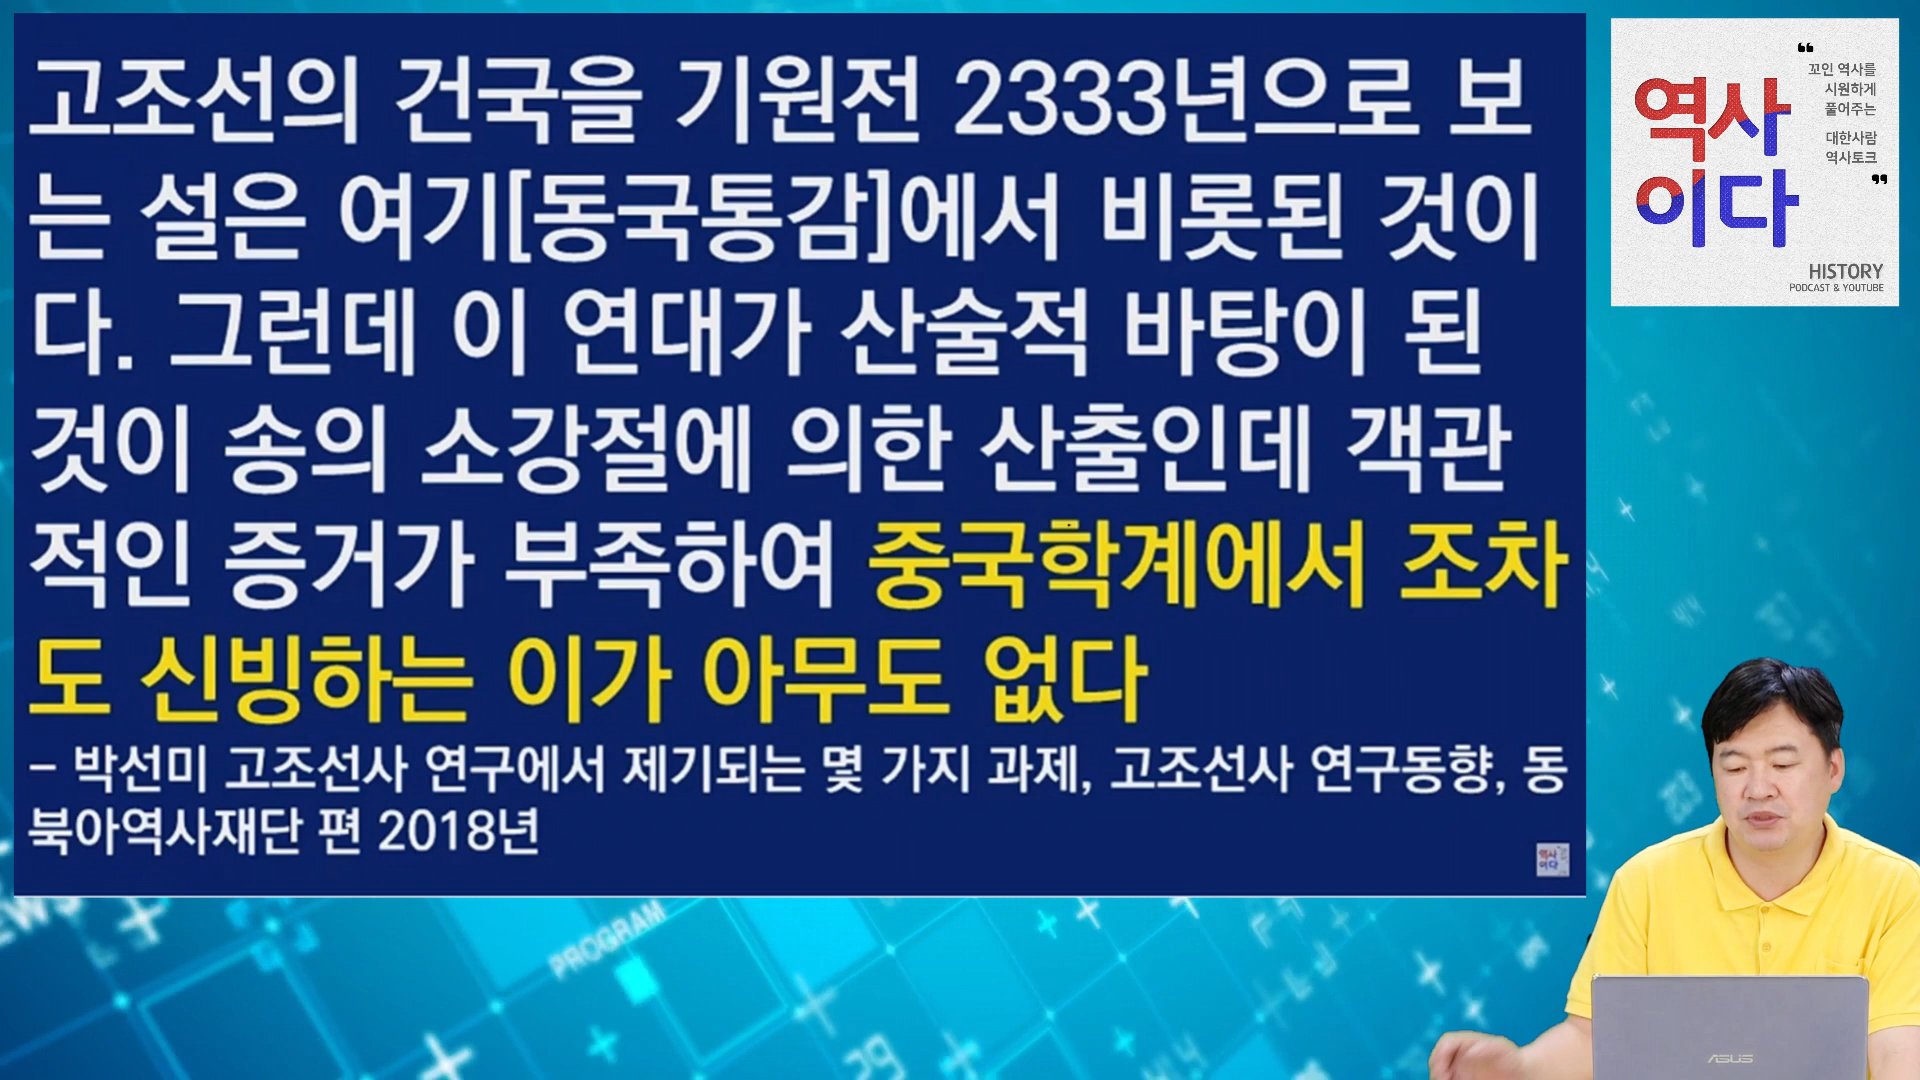 고조선의 건국을 기원전 2333년으로 보
는 설은 여기[동국통감]에서 비롯된 것이
다. 그런데 이 연대가 산술적 바탕이 된
것이 송의 소강절에 의한 산출인데 객관
적인 증거가 부족하여 중국학계에서 조차
도 신빙하는 이가 아무도 없다
– 박선미 고조선사 연구에서 제기되는 몇 가지 과제, 고조선사 연구동향, 동
북아역사재단 편 2018년
역사
이다
“
꼬인 역사를
시원하게
풀어주는
대한사람
역사토크
”
역사
이다
HISTORY
PODCAST & YOUTUBE
NEWS
PROGRAM
29
ASUS